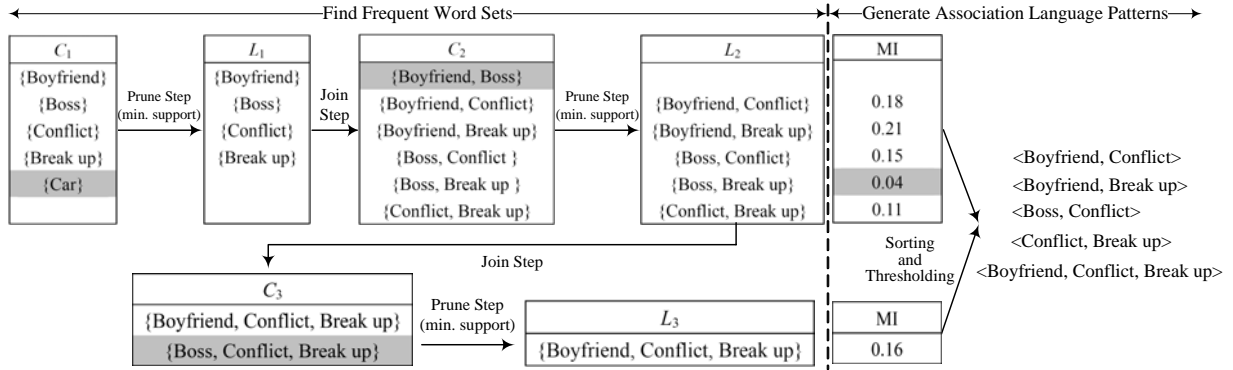 Find Frequent Word Sets
Generate Association Language Patterns
C1
{Boyfriend}
{Boss}
{Conflict}
{Break up}
{Car}
Prune Step
(min. support)
L1
{Boyfriend}
{Boss}
{Conflict}
{Break up}
Join
Step
C2
{Boyfriend, Boss}
{Boyfriend, Conflict}
{Boyfriend, Break up}
{Boss, Conflict }
{Boss, Break up }
{Conflict, Break up}
Prune Step
(min. support)
L2
{Boyfriend, Conflict}
{Boyfriend, Break up}
{Boss, Conflict}
{Boss, Break up}
{Conflict, Break up}
MI
0.18
0.21
0.15
0.04
0.11
<Boyfriend, Conflict>
<Boyfriend, Break up>
<Boss, Conflict>
<Conflict, Break up>
<Boyfriend, Conflict, Break up>
Sorting
and
Thresholding
Join Step
C3
{Boyfriend, Conflict, Break up}
{Boss, Conflict, Break up}
Prune Step
(min. support)
L3
{Boyfriend, Conflict, Break up}
MI
0.16